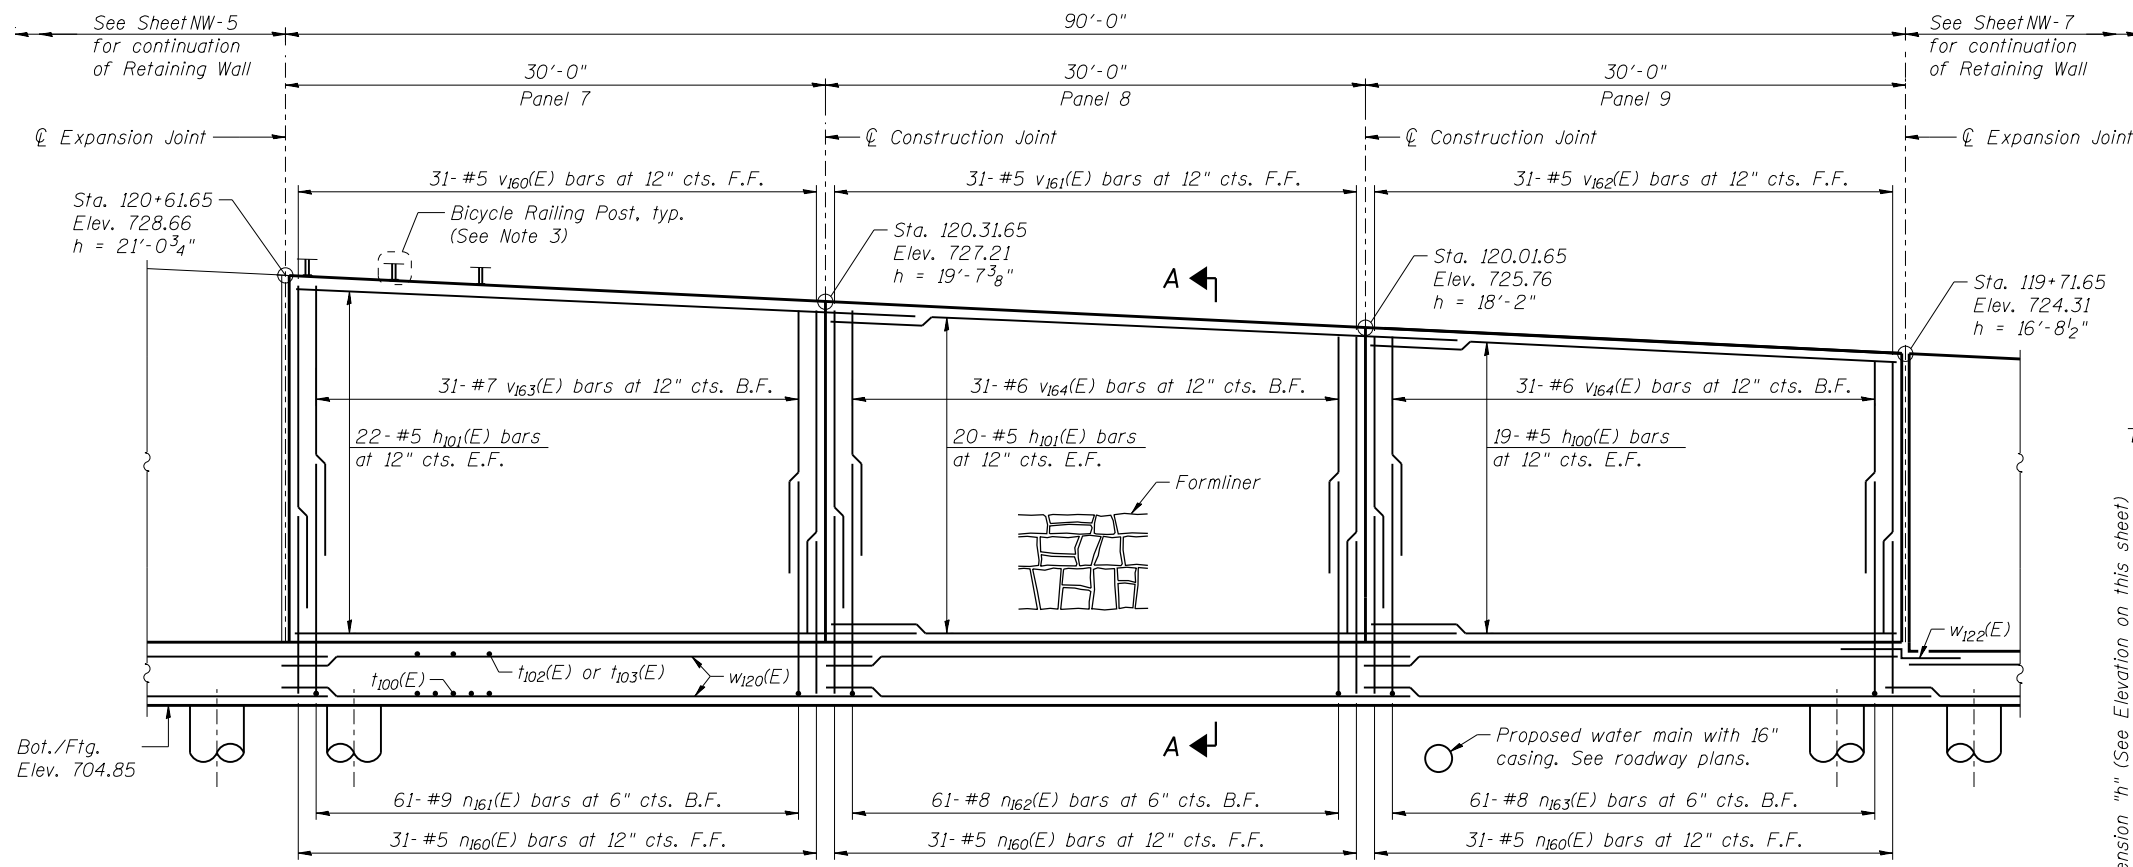 See Sheet NW-5
for continuation
of Retaining Wall
90'-0"
See Sheet NW-7
for continuation
of Retaining Wall
30'-0"
Panel 7
30'-0"
Panel 8
30'-0"
Panel 9
℄ Expansion Joint
℄ Construction Joint
℄ Construction Joint
℄ Expansion Joint
31-#5 v160(E) bars at 12" cts. F.F.
31-#5 v161(E) bars at 12" cts. F.F.
31-#5 v162(E) bars at 12" cts. F.F.
Sta. 120+61.65
Elev. 728.66
h = 21'-0¾"
Bicycle Railing Post, typ.
(See Note 3)
Sta. 120.31.65
Elev. 727.21
h = 19'-7⅜"
A
Sta. 120.01.65
Elev. 725.76
h = 18'-2"
Sta. 119+71.65
Elev. 724.31
h = 16'-8½"
31-#7 v163(E) bars at 12" cts. B.F.
31-#6 v164(E) bars at 12" cts. B.F.
31-#6 v164(E) bars at 12" cts. B.F.
22-#5 h101(E) bars
at 12" cts. E.F.
20-#5 h101(E) bars
at 12" cts. E.F.
19-#5 h100(E) bars
at 12" cts. E.F.
Formliner
w122(E)
t102(E) or t103(E)
t100(E)
w120(E)
Bot./Ftg.
Elev. 704.85
A
Proposed water main with 16"
casing. See roadway plans.
61-#9 n161(E) bars at 6" cts. B.F.
61-#8 n162(E) bars at 6" cts. B.F.
61-#8 n163(E) bars at 6" cts. B.F.
31-#5 n160(E) bars at 12" cts. F.F.
31-#5 n160(E) bars at 12" cts. F.F.
31-#5 n160(E) bars at 12" cts. F.F.
"h" (See Elevation on this sheet)